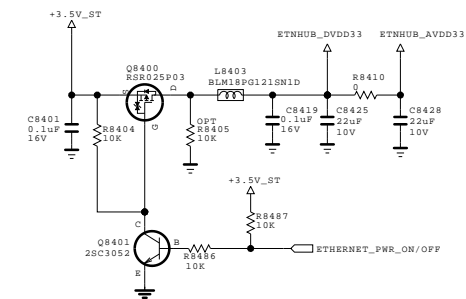 +3.5V_ST
ETNHUB_DVDD33
ETNHUB_AVDD33
Q8400
RSR025P03
L8403
BLM18PG121SN1D
S
D
G
R8410
0
C8401
0.1uF
16V
R8404
10K
OPT
R8405
10K
C8419
0.1uF
16V
C8425
22uF
10V
C8428
22uF
10V
+3.5V_ST
R8487
10K
Q8401
2SC3052
C
B
E
R8486
10K
ETHERNET_PWR_ON/OFF